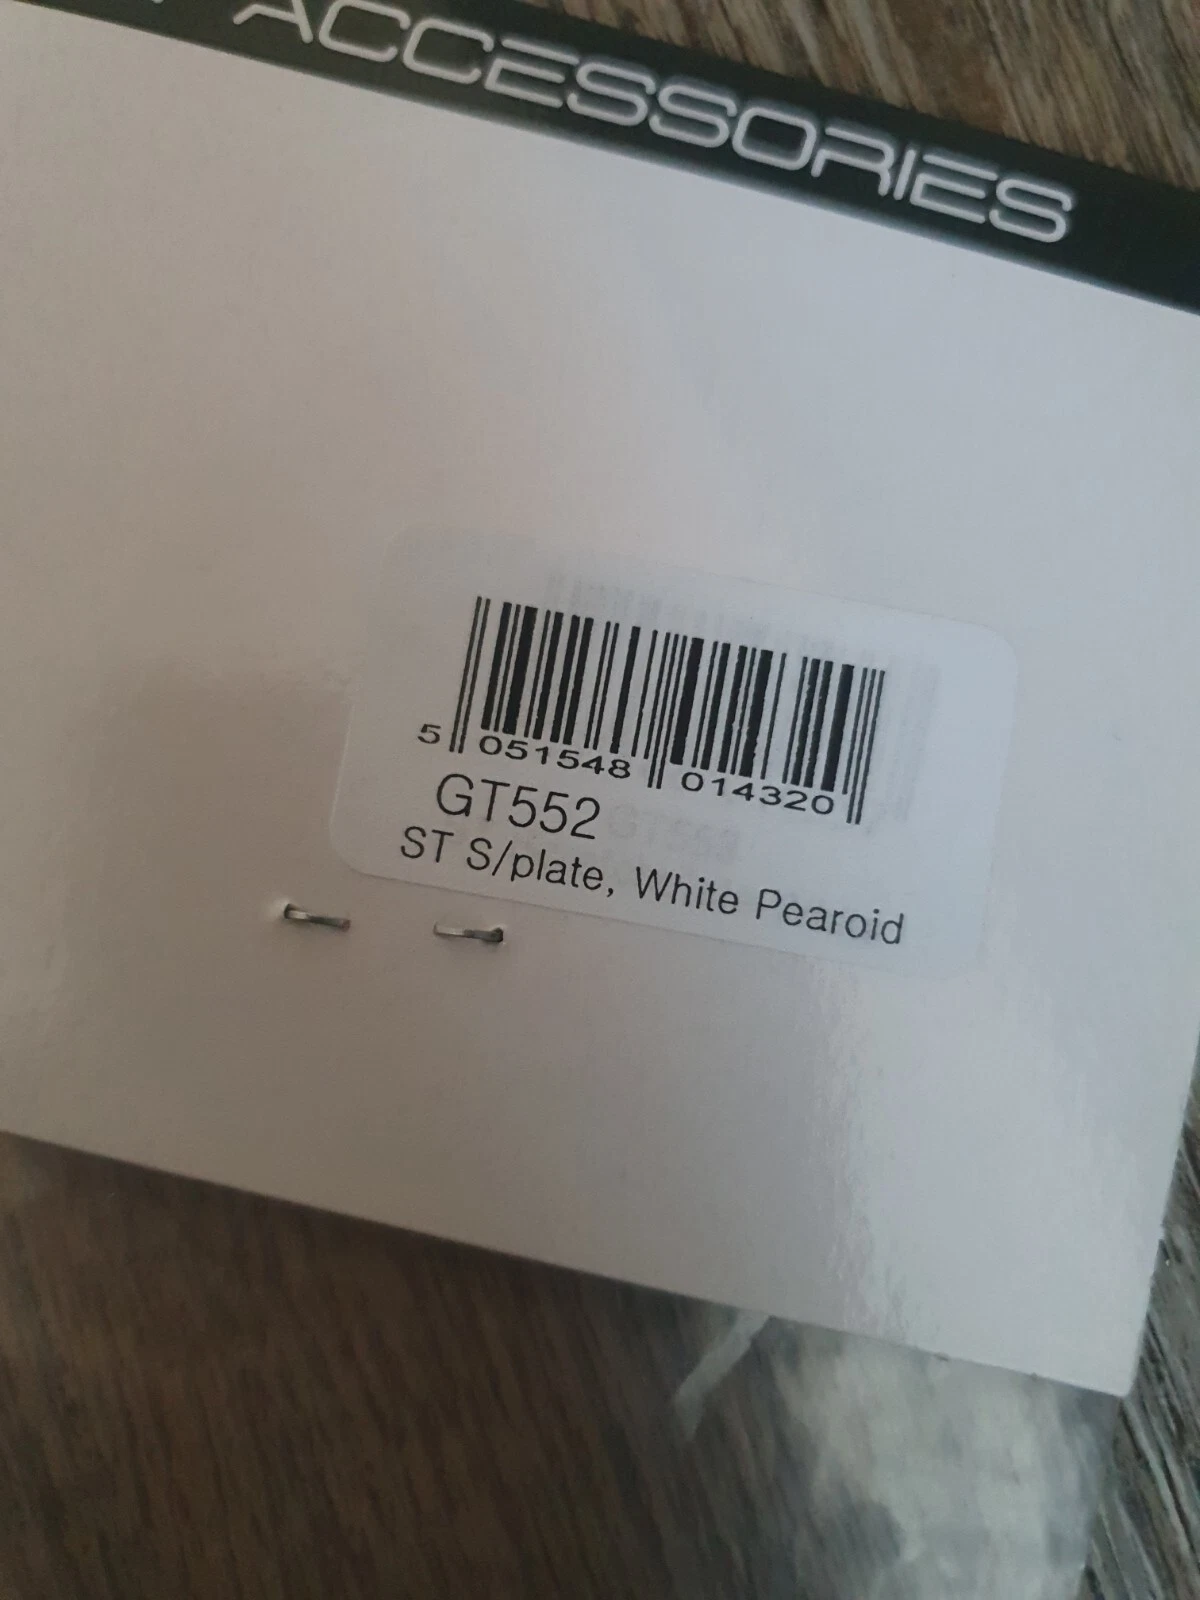 ACCESSORIES
5 051548 014320
GT552
ST S/plate, White Pearoid